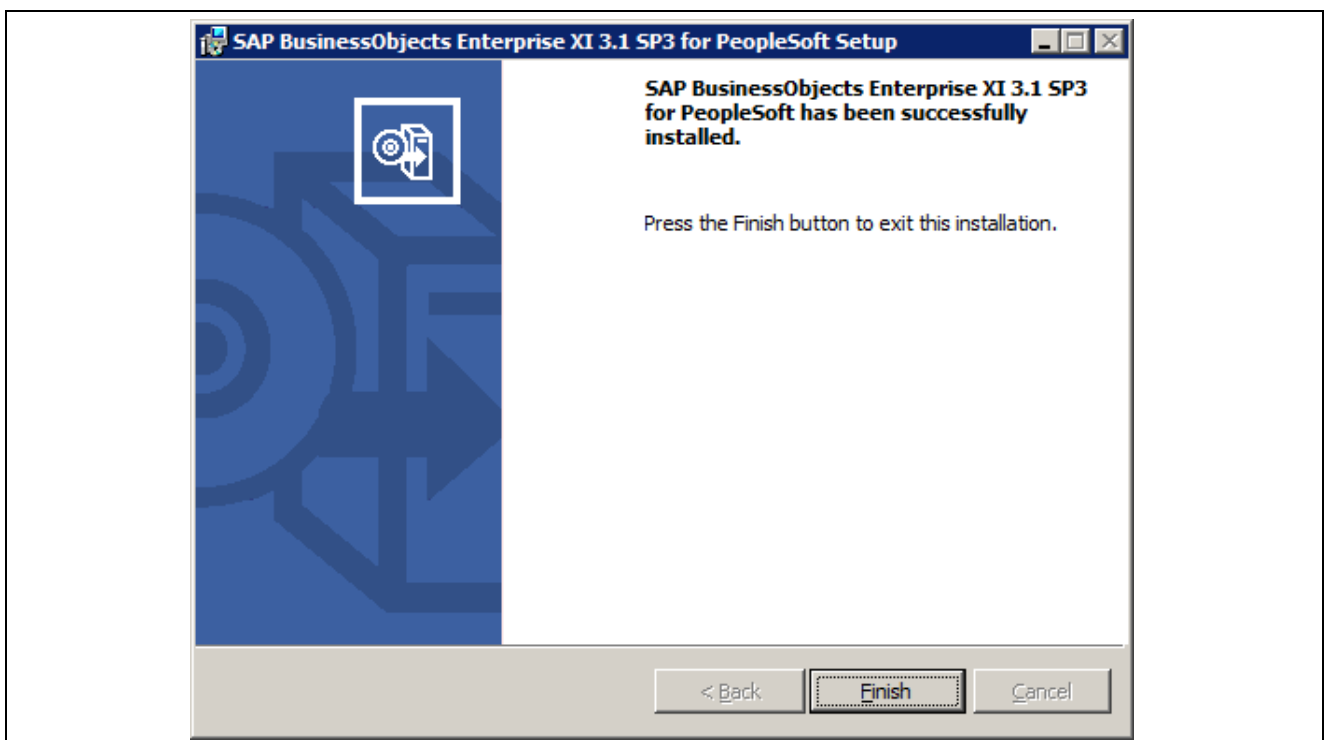 SAP BusinessObjects Enterprise XI 3.1 SP3 for PeopleSoft Setup
SAP BusinessObjects Enterprise XI 3.1 SP3
for PeopleSoft has been successfully
installed.
Press the Finish button to exit this installation.
< Back
Finish
Cancel